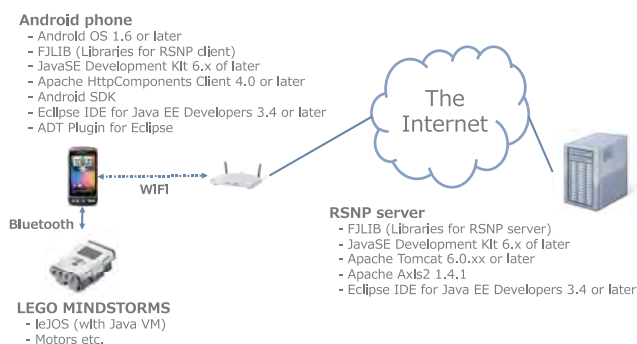 Android phone
- Android OS 1.6 or later
- FJLIB (Libraries for RSNP client)
- JavaSE Development KIt 6.x of later
- Apache HttpComponents Client 4.0 or later
- Android SDK
- Eclipse IDE for Java EE Developers 3.4 or later
- ADT Plugin for Eclipse
The
Internet
WiFi
Bluetooth
RSNP server
- FJLIB (Libraries for RSNP server)
- JavaSE Development KIt 6.x of later
- Apache Tomcat 6.0.xx or later
- Apache Axis2 1.4.1
- Eclipse IDE for Java EE Developers 3.4 or later
LEGO MINDSTORMS
- leJOS (with Java VM)
- Motors etc.